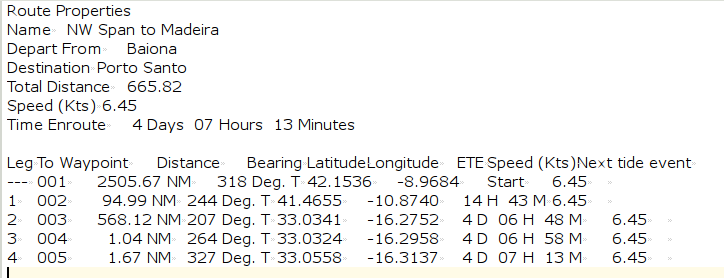 Route Properties
Name NW Span to Madeira
Depart From Baiona
Destination Porto Santo
Total Distance 665.82
Speed (Kts) 6.45
Time Enroute 4 Days 07 Hours 13 Minutes
Leg To Waypoint Distance Bearing Latitude Longitude ETE Speed (Kts) Next tide event
--- 001 2505.67 NM 318 Deg. T 42.1536 -8.9684 Start 6.45
1 002 94.99 NM 244 Deg. T 41.4655 -10.8740 14 H 43 M 6.45
2 003 568.12 NM 207 Deg. T 33.0341 -16.2752 4 D 06 H 48 M 6.45
3 004 1.04 NM 264 Deg. T 33.0324 -16.2958 4 D 06 H 58 M 6.45
4 005 1.67 NM 327 Deg. T 33.0558 -16.3137 4 D 07 H 13 M 6.45